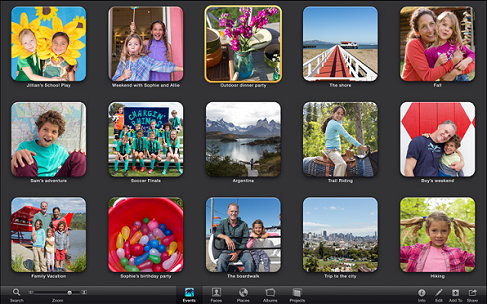 Jillian's School Play
Weekend with Sophie and Allie
Outdoor dinner party
The shore
Fall
CHARGIN'
Sam's adventure
Soccer Finals
Argentina
Trail Riding
Boy's weekend
Family Vacation
Sophie's birthday party
The boardwalk
Trip to the city
Hiking
Search
Zoom
Events
Faces
Places
Albums
Projects
Info
Edit
Add To
Share